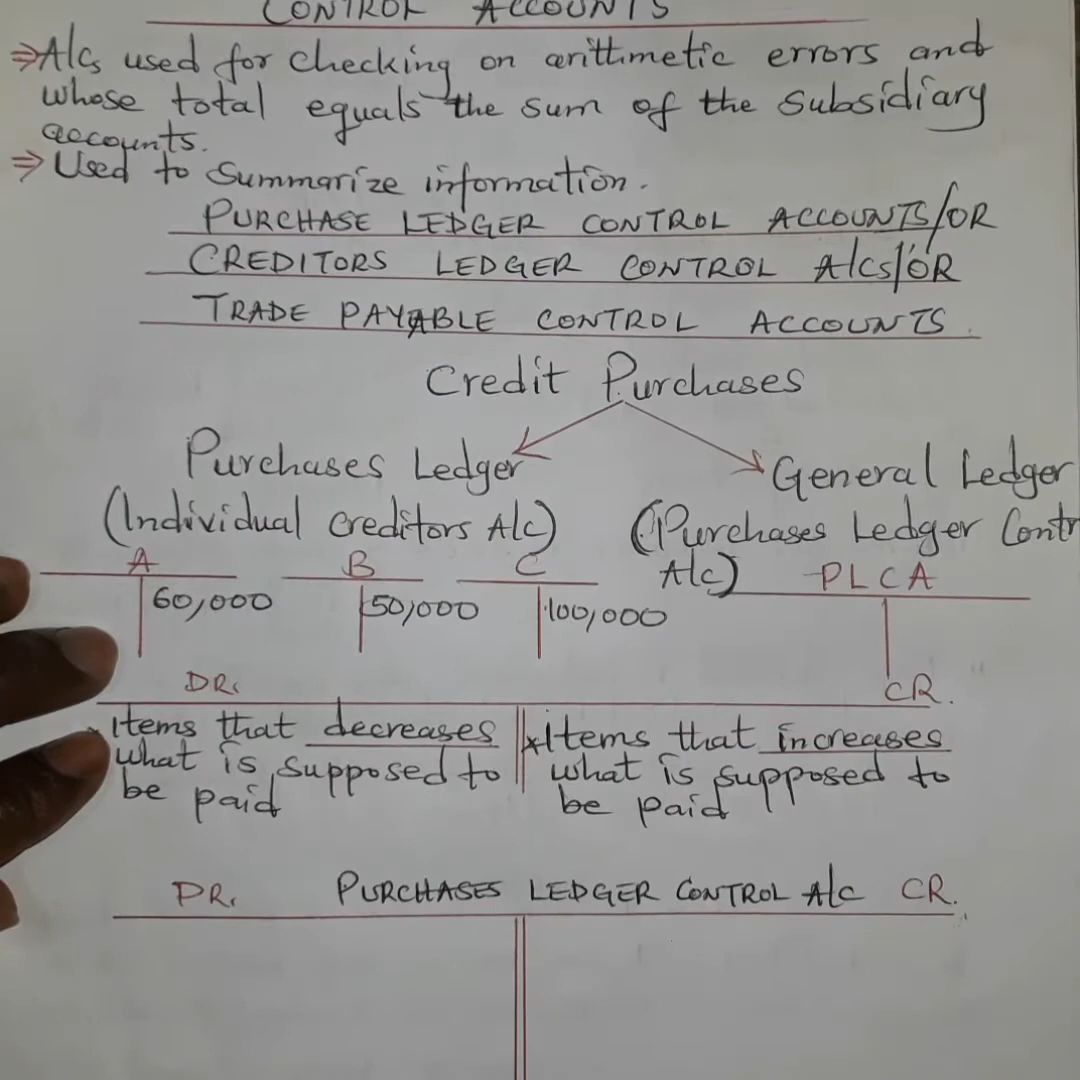 CONTROL ACCOUNTS
⇒A/cs used for checking on arithmetic errors and
whose total equals the sum of the subsidiary
accounts.
⇒ Used to summarize information.
PURCHASE LEDGER CONTROL ACCOUNTS/OR
CREDITORS LEDGER CONTROL A/cs/OR
TRADE PAYABLE CONTROL ACCOUNTS.
Credit Purchases
Purchases Ledger
(Individual creditors A/c)
General Ledger
(Purchases Ledger Contr
A/c)
A B C PLCA
60,000 50,000 100,000
DR. CR.
* Items that decreases
what is supposed to
be paid
* Items that increases
what is supposed to
be paid
DR. PURCHASES LEDGER CONTROL A/c CR.